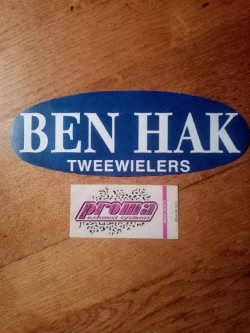 BEN HAK
TWEEWIELERS
proma
exhaust systems